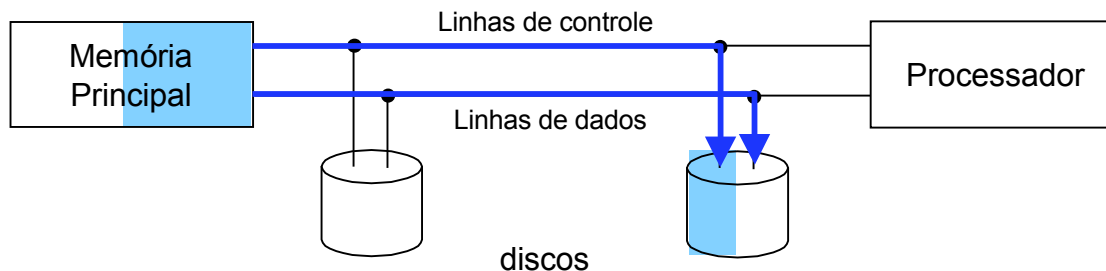 Linhas de controle
Memória
Principal
Processador
Linhas de dados
discos